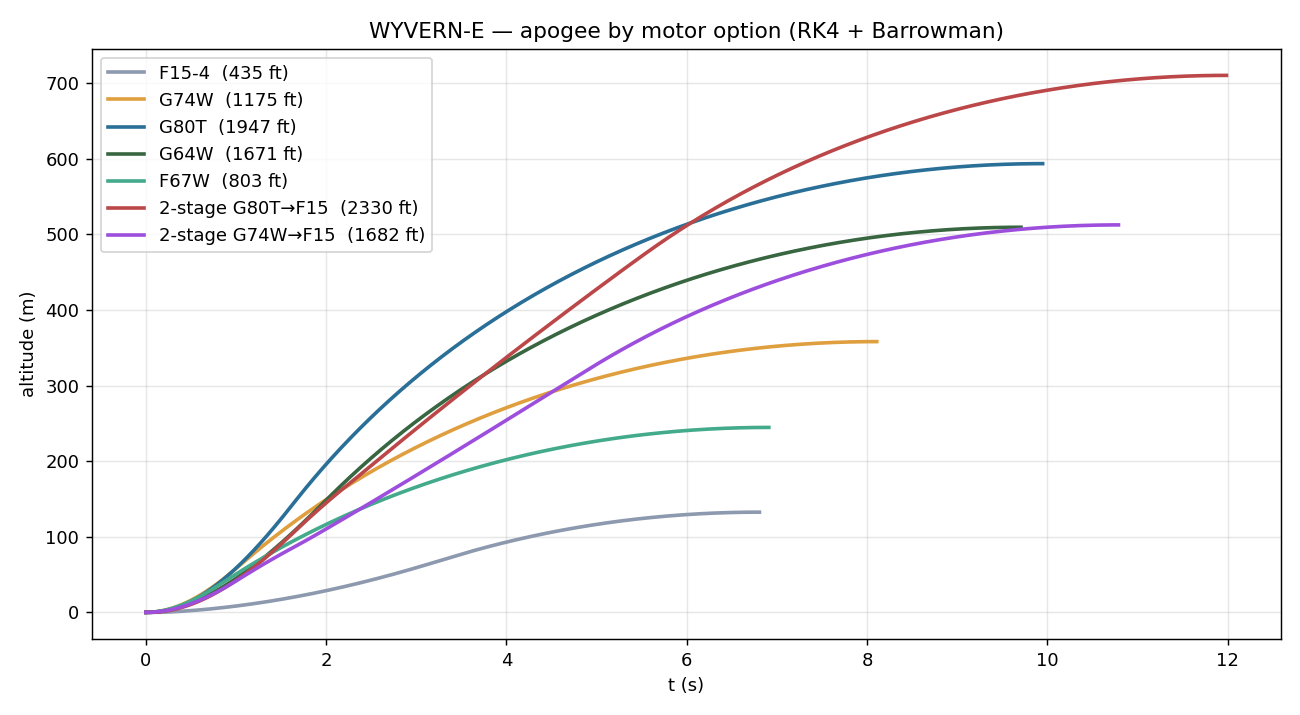 WYVERN-E — apogee by motor option (RK4 + Barrowman)
F15-4 (435 ft)
G74W (1175 ft)
G80T (1947 ft)
G64W (1671 ft)
F67W (803 ft)
2-stage G80T→F15 (2330 ft)
2-stage G74W→F15 (1682 ft)
altitude (m)
700
600
500
400
300
200
100
0
0 2 4 6 8 10 12
t (s)